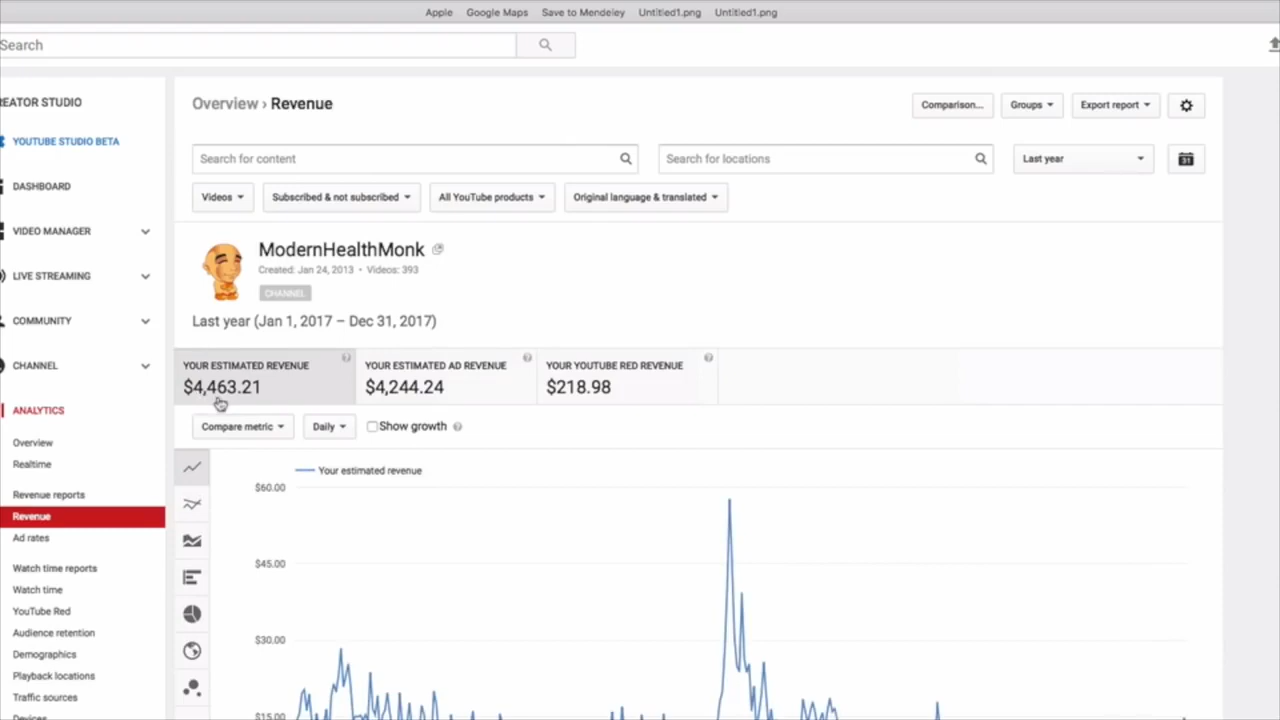 Apple Google Maps Save to Mendeley Untitled1.png Untitled1.png
Search
REATOR STUDIO
YOUTUBE STUDIO BETA
DASHBOARD
VIDEO MANAGER
LIVE STREAMING
COMMUNITY
CHANNEL
ANALYTICS
Overview
Realtime
Revenue reports
Revenue
Ad rates
Watch time reports
Watch time
YouTube Red
Audience retention
Demographics
Playback locations
Traffic sources
Devices
Overview › Revenue
Comparison... Groups Export report
Search for content Search for locations Last year 31
Videos Subscribed & not subscribed All YouTube products Original language & translated
ModernHealthMonk
Created: Jan 24, 2013 • Videos: 393
CHANNEL
Last year (Jan 1, 2017 – Dec 31, 2017)
YOUR ESTIMATED REVENUE ? YOUR ESTIMATED AD REVENUE ? YOUR YOUTUBE RED REVENUE ?
$4,463.21 $4,244.24 $218.98
Compare metric Daily Show growth ?
Your estimated revenue
$60.00
$45.00
$30.00
$15.00